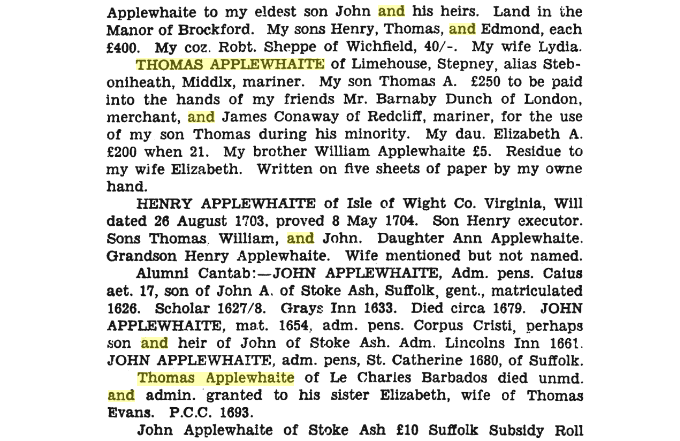 Applewhaite to my eldest son John and his heirs. Land in the
Manor of Brockford. My sons Henry, Thomas, and Edmond, each
£400. My coz. Robt. Sheppe of Wichfield, 40/-. My wife Lydia.
THOMAS APPLEWHAITE of Limehouse, Stepney, alias Steb-
oniheath, Middlx, mariner. My son Thomas A. £250 to be paid
into the hands of my friends Mr. Barnaby Dunch of London,
merchant, and James Conaway of Redcliff, mariner, for the use
of my son Thomas during his minority. My dau. Elizabeth A.
£200 when 21. My brother William Applewhaite £5. Residue to
my wife Elizabeth. Written on five sheets of paper by my owne
hand.
HENRY APPLEWHAITE of Isle of Wight Co. Virginia, Will
dated 26 August 1703, proved 8 May 1704. Son Henry executor.
Sons Thomas, William, and John. Daughter Ann Applewhaite.
Grandson Henry Applewhaite. Wife mentioned but not named.
Alumni Cantab:—JOHN APPLEWHAITE, Adm. pens. Caius
aet. 17, son of John A. of Stoke Ash, Suffolk, gent., matriculated
1626. Scholar 1627/8. Grays Inn 1633. Died circa 1679. JOHN
APPLEWHAITE, mat. 1654, adm. pens. Corpus Cristi, perhaps
son and heir of John of Stoke Ash. Adm. Lincolns Inn 1661.
JOHN APPLEWHAITE, adm. pens, St. Catherine 1680, of Suffolk.
Thomas Applewhaite of Le Charles Barbados died unmd.
and admin. granted to his sister Elizabeth, wife of Thomas
Evans. P.C.C. 1693.
John Applewhaite of Stoke Ash £10 Suffolk Subsidy Roll